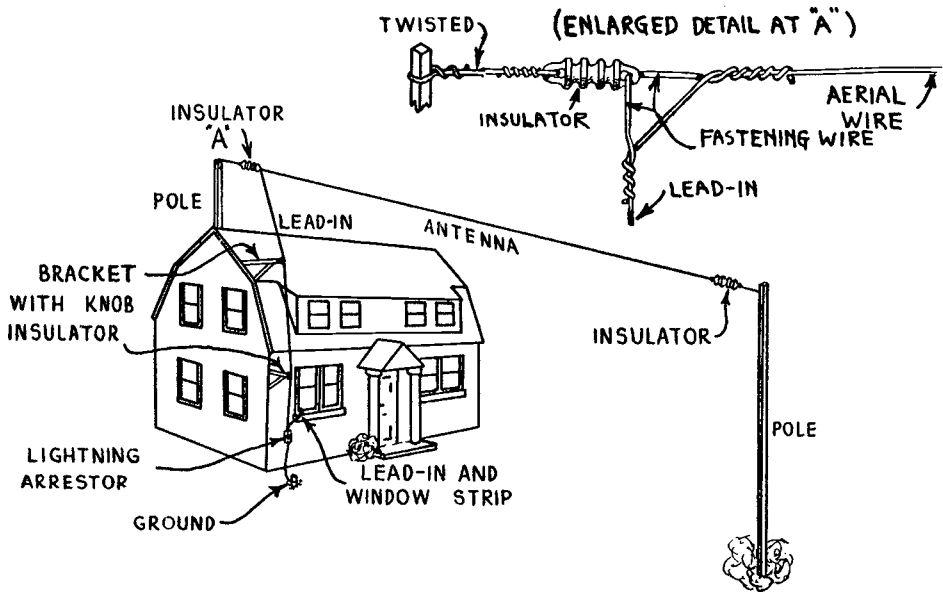 TWISTED
(ENLARGED DETAIL AT "A")
INSULATOR
FASTENING WIRE
AERIAL
WIRE
LEAD-IN
INSULATOR
"A"
POLE
LEAD-IN
ANTENNA
BRACKET
WITH KNOB
INSULATOR
INSULATOR
POLE
LIGHTNING
ARRESTOR
LEAD-IN AND
WINDOW STRIP
GROUND